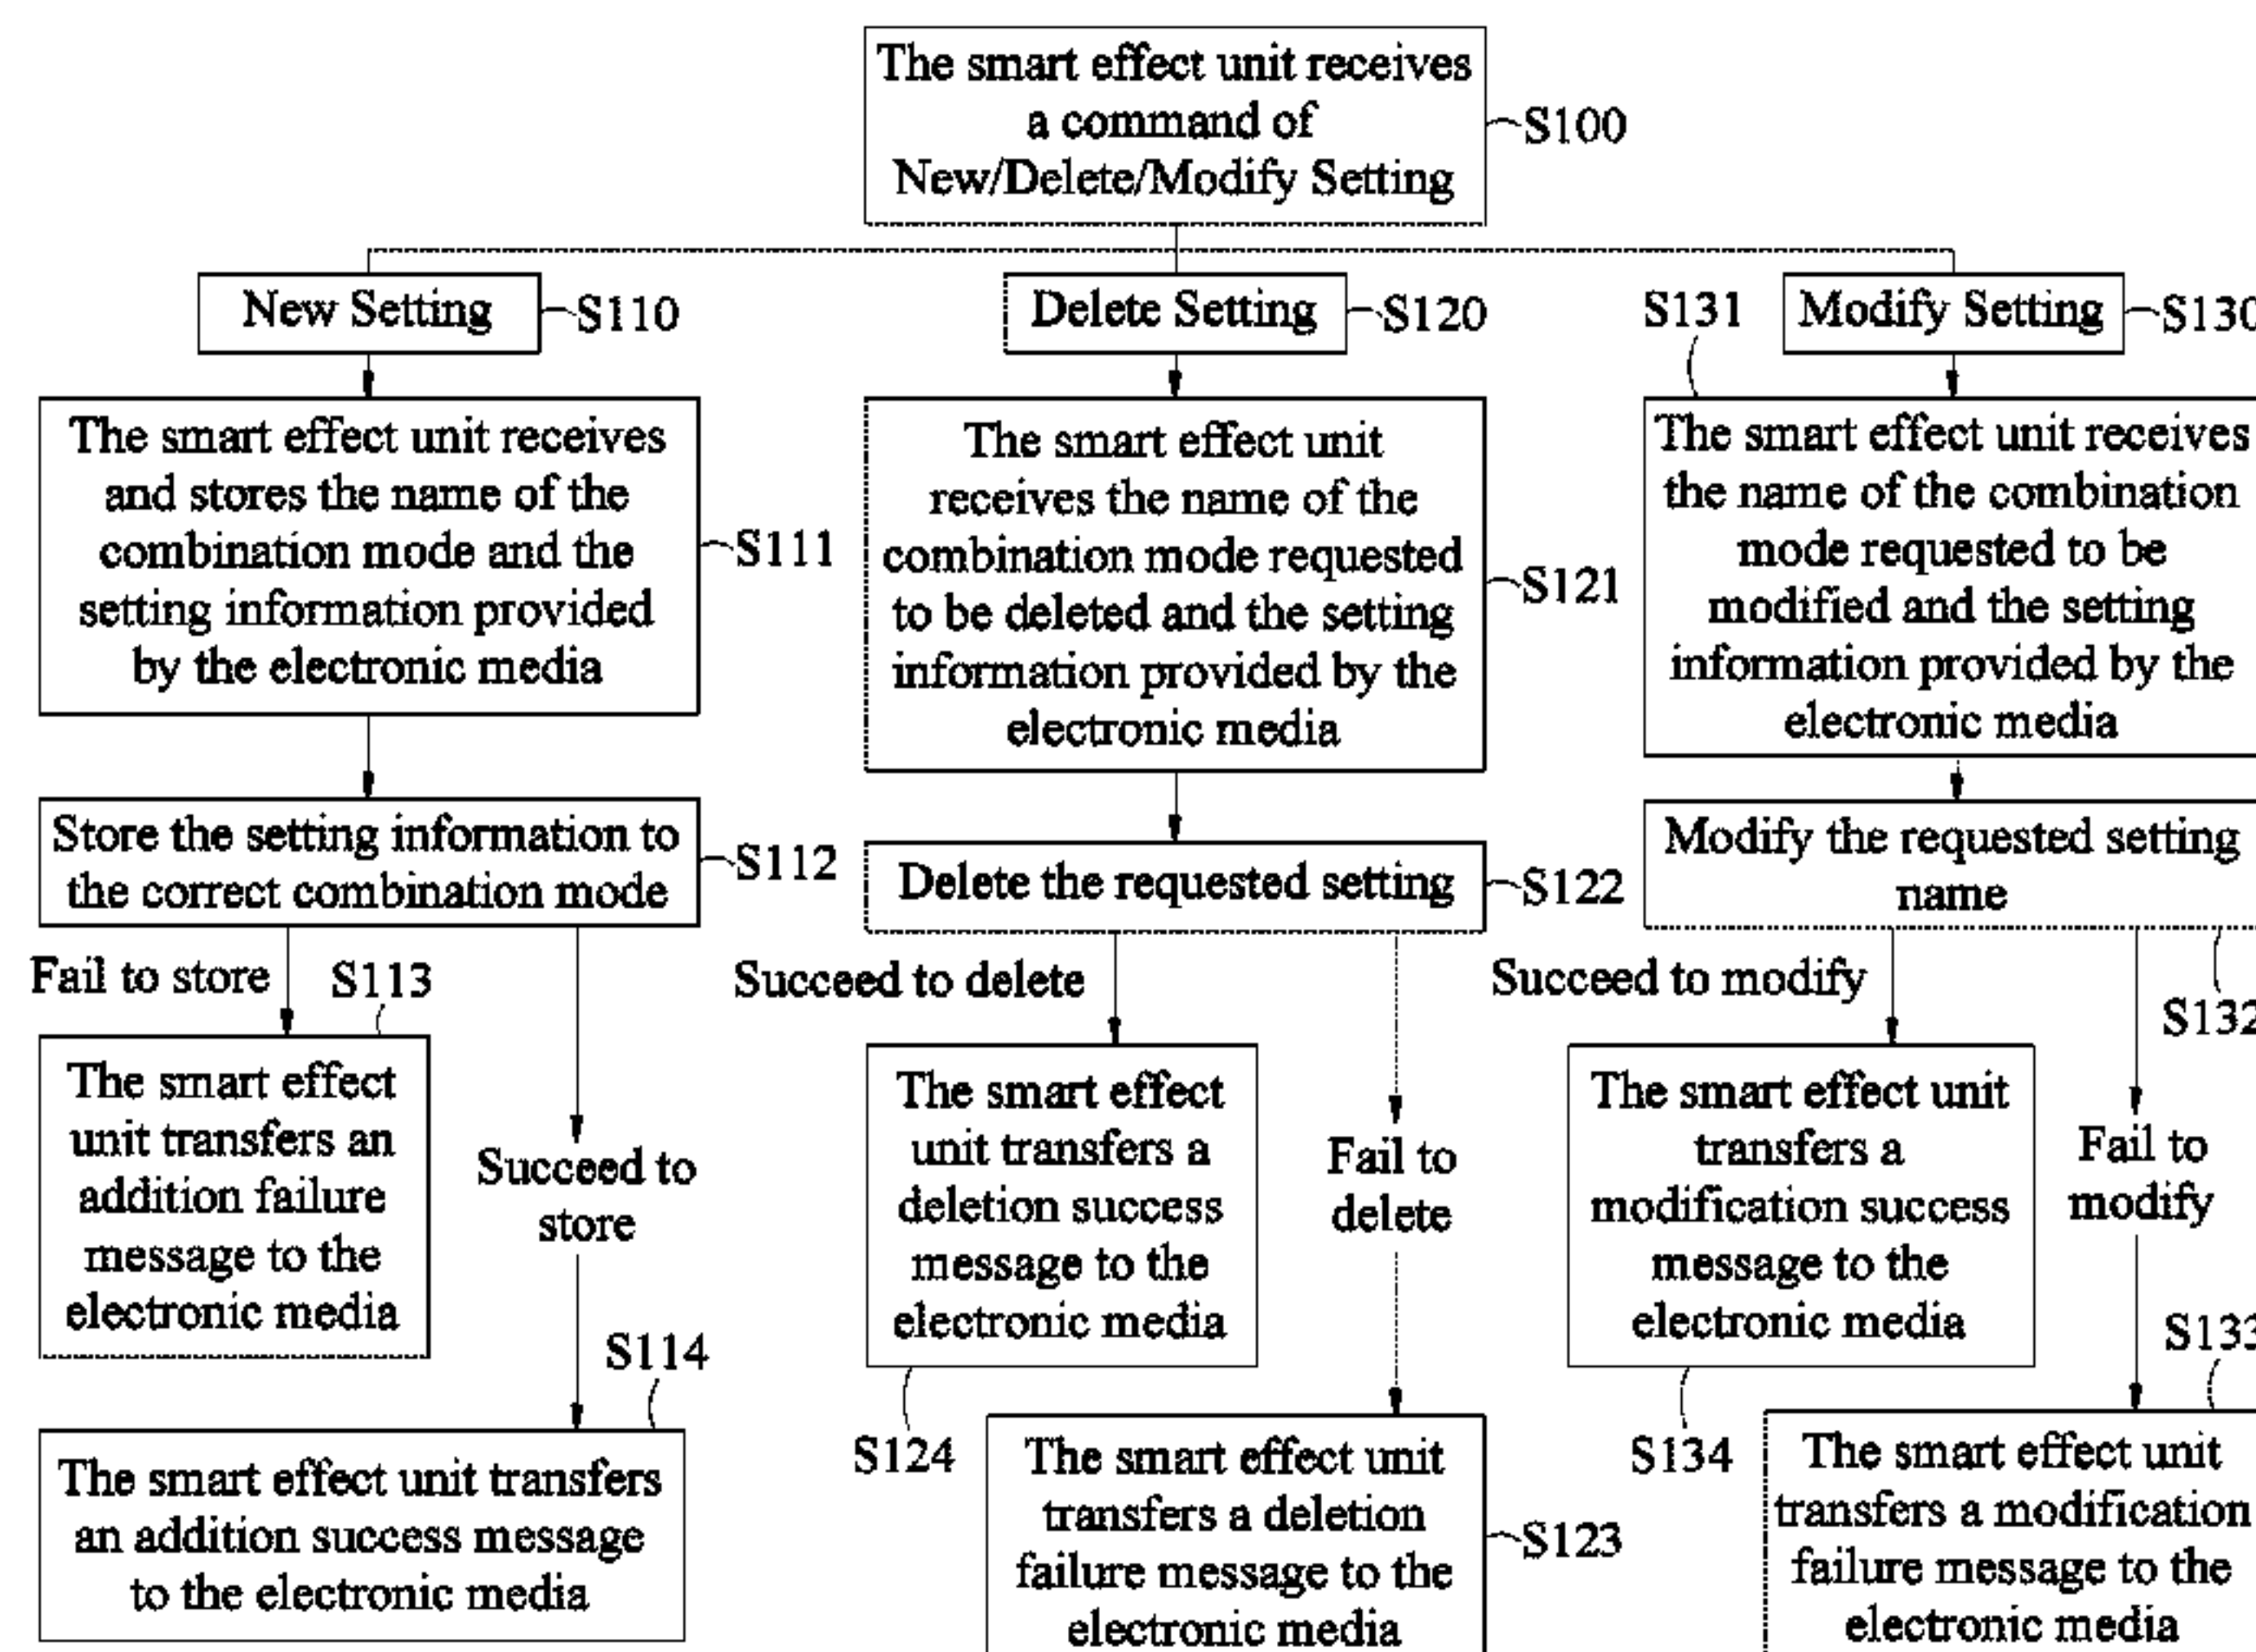 The smart effect unit receives
a command of
New/Delete/Modify Setting
S100
New Setting
S110
The smart effect unit receives
and stores the name of the
combination mode and the
setting information provided
by the electronic media
S111
Store the setting information to
the correct combination mode
S112
Fail to store
S113
The smart effect
unit transfers an
addition failure
message to the
electronic media
Succeed to
store
S114
The smart effect unit transfers
an addition success message
to the electronic media
Delete Setting
S120
The smart effect unit
receives the name of the
combination mode requested
to be deleted and the setting
information provided by the
electronic media
S121
Delete the requested setting
S122
Succeed to delete
The smart effect
unit transfers a
deletion success
message to the
electronic media
S124
Fail to
delete
The smart effect unit
transfers a deletion
failure message to the
electronic media
S123
Modify Setting
S130
S131
The smart effect unit receives
the name of the combination
mode requested to be
modified and the setting
information provided by the
electronic media
Modify the requested setting
name
S132
Succeed to modify
The smart effect unit
transfers a
modification success
message to the
electronic media
S134
Fail to
modify
S133
The smart effect unit
transfers a modification
failure message to the
electronic media